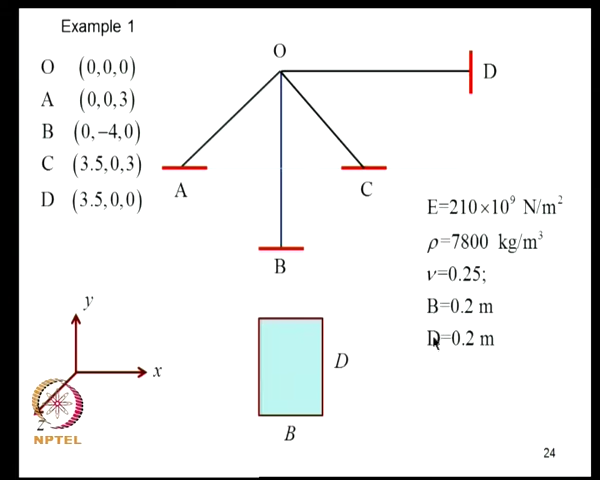 Example 1
O (0,0,0)
A (0,0,3)
B (0,−4,0)
C (3.5,0,3)
D (3.5,0,0)
O
D
A
C
B
E=210×10⁹ N/m²
ρ=7800 kg/m³
ν=0.25;
B=0.2 m
D=0.2 m
y
x
z
D
B
NPTEL
24